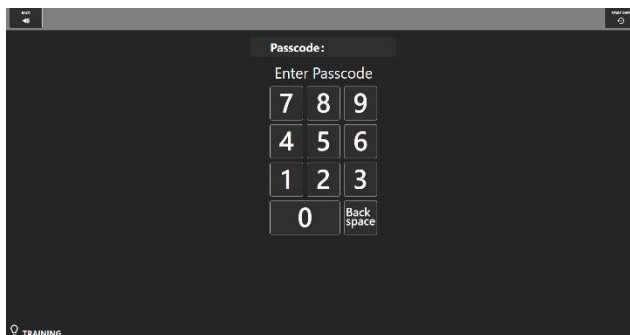 Passcode:
Enter Passcode
7 8 9
4 5 6
1 2 3
0 Back space
TRAINING